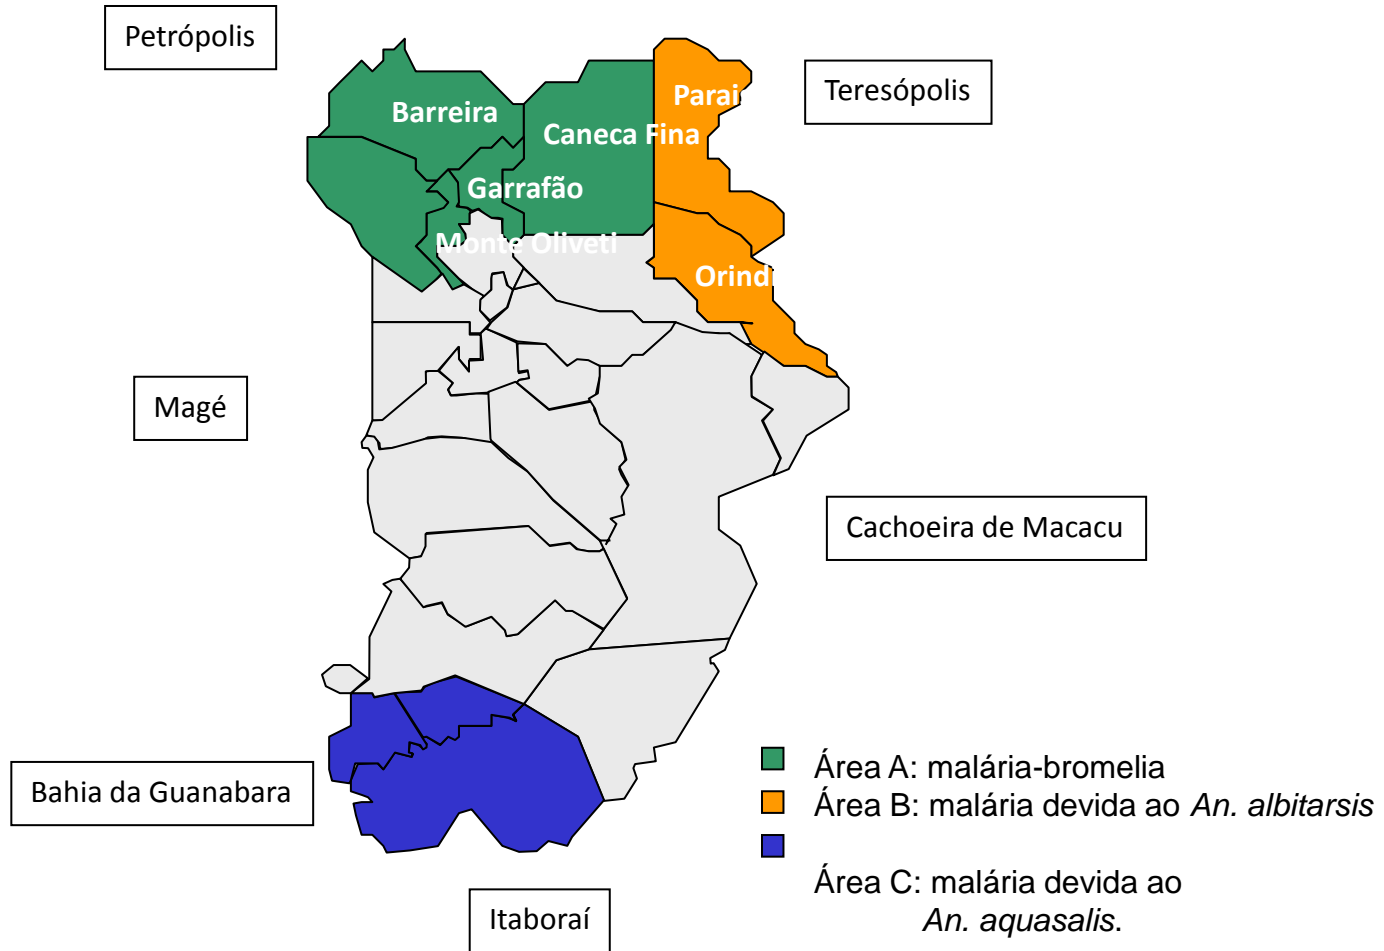 Petrópolis
Teresópolis
Barreira
Parai
Caneca Fina
Garrafão
Monte Oliveti
Orindi
Magé
Cachoeira de Macacu
Bahia da Guanabara
Itaboraí
Área A: malária-bromelia
Área B: malária devida ao An. albitarsis
Área C: malária devida ao
An. aquasalis.